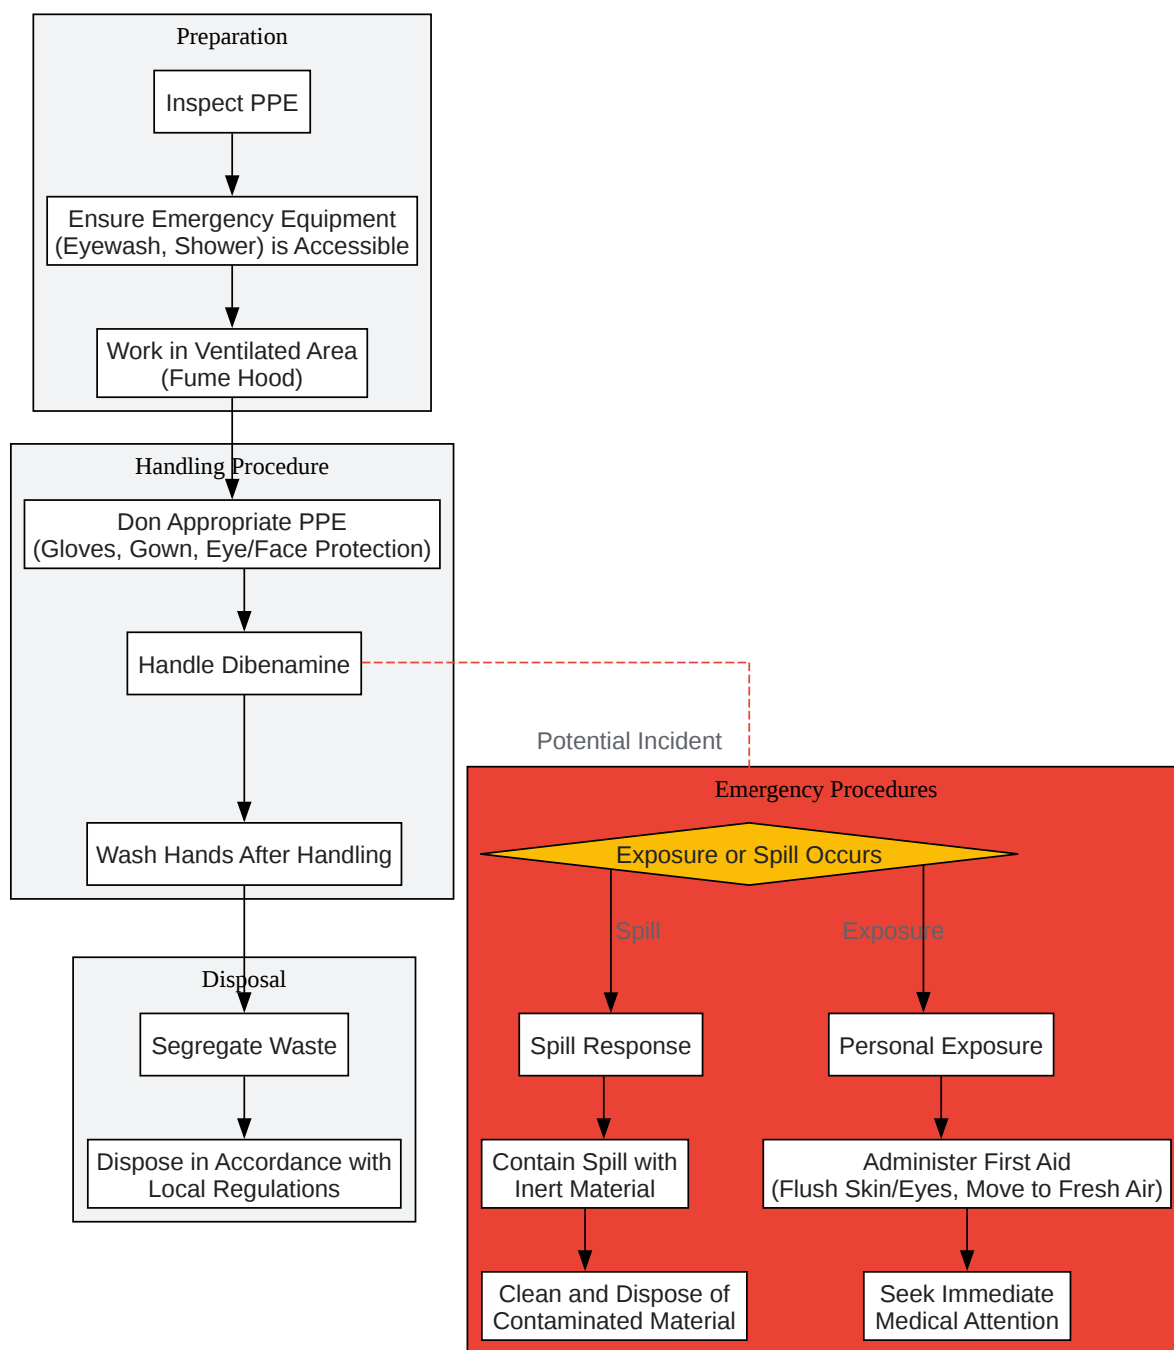 Preparation
Inspect PPE
Ensure Emergency Equipment
(Eyewash, Shower) is Accessible
Work in Ventilated Area
(Fume Hood)
Handling Procedure
Don Appropriate PPE
(Gloves, Gown, Eye/Face Protection)
Handle Dibenamine
Wash Hands After Handling
Disposal
Segregate Waste
Dispose in Accordance with
Local Regulations
Potential Incident
Emergency Procedures
Exposure or Spill Occurs
Spill
Exposure
Spill Response
Personal Exposure
Contain Spill with
Inert Material
Administer First Aid
(Flush Skin/Eyes, Move to Fresh Air)
Clean and Dispose of
Contaminated Material
Seek Immediate
Medical Attention